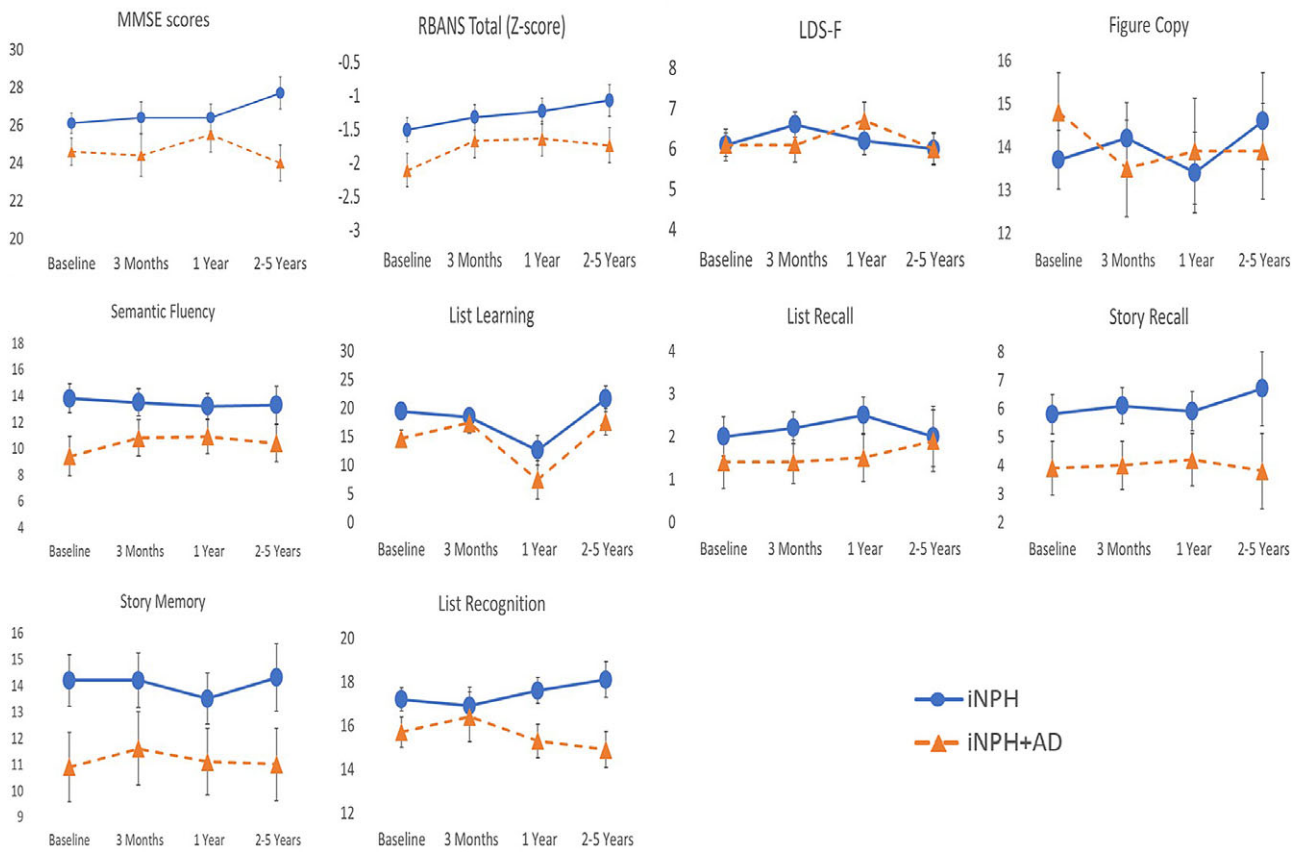 MMSE scores
30
28
26
24
22
20
Baseline 3 Months 1 Year 2-5 Years
RBANS Total (Z-score)
-0.5
-1
-1.5
-2
-2.5
-3
Baseline 3 Months 1 Year 2-5 Years
LDS-F
8
7
6
5
4
Baseline 3 Months 1 Year 2-5 Years
Figure Copy
16
15
14
13
12
Baseline 3 Months 1 Year 2-5 Years
Semantic Fluency
18
16
14
12
10
8
6
4
Baseline 3 Months 1 Year 2-5 Years
List Learning
30
25
20
15
10
5
0
Baseline 3 Months 1 Year 2-5 Years
List Recall
4
3
2
1
0
Baseline 3 Months 1 Year 2-5 Years
Story Recall
8
7
6
5
4
3
2
Baseline 3 Months 1 Year 2-5 Years
Story Memory
16
15
14
13
12
11
10
9
Baseline 3 Months 1 Year 2-5 Years
List Recognition
20
18
16
14
12
Baseline 3 Months 1 Year 2-5 Years
iNPH
iNPH+AD